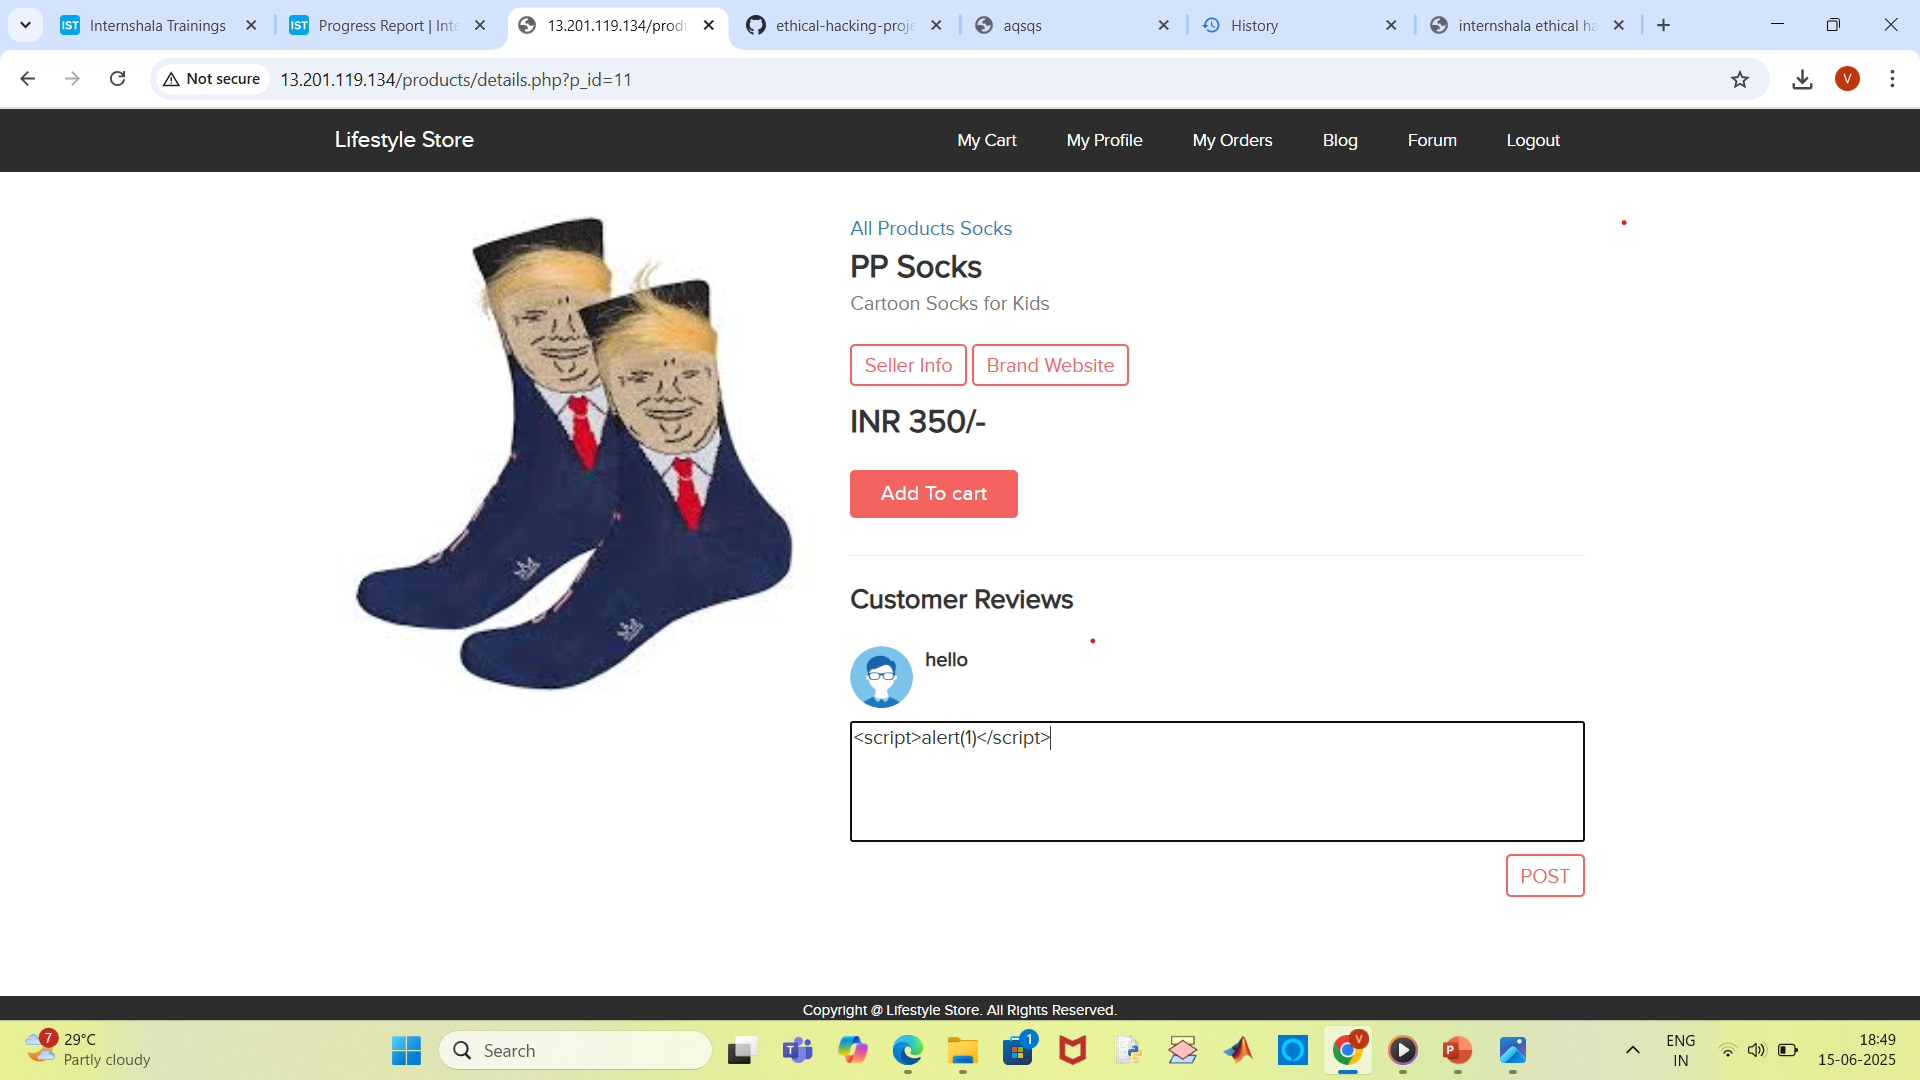 IST Internshala Trainings
IST Progress Report | Inte
13.201.119.134/produ
ethical-hacking-proje
aqsqs
History
internshala ethical ha
Not secure
13.201.119.134/products/details.php?p_id=11
V
Lifestyle Store
My Cart
My Profile
My Orders
Blog
Forum
Logout
All Products Socks
PP Socks
Cartoon Socks for Kids
Seller Info
Brand Website
INR 350/-
Add To cart
Customer Reviews
hello
<script>alert(1)</script>
POST
Copyright @ Lifestyle Store. All Rights Reserved.
7
29°C
Partly cloudy
Search
1
V
ENG
IN
18:49
15-06-2025